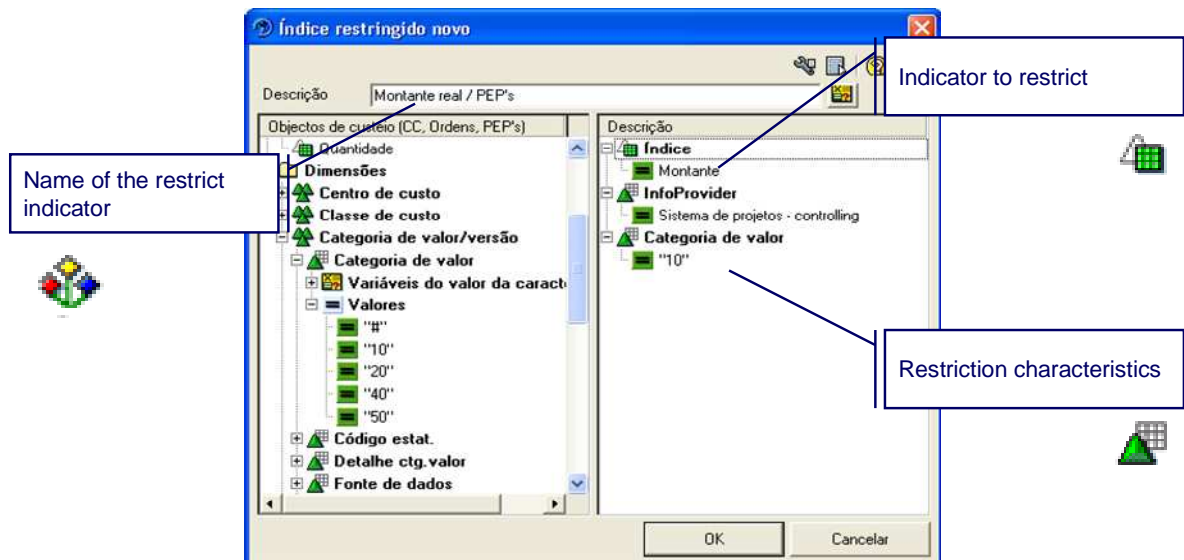 Índice restringido novo
Descrição
Montante real / PEP's
Indicator to restrict
Name of the restrict
indicator
Objectos de custeio (CC, Ordens, PEP's)
Quantidade
Dimensões
Centro de custo
Classe de custo
Categoria de valor/versão
Categoria de valor
Variáveis do valor da caract
Valores
"#"
"10"
"20"
"40"
"50"
Código estat.
Detalhe ctg.valor
Fonte de dados
Descrição
Índice
Montante
InfoProvider
Sistema de projetos - controlling
Categoria de valor
"10"
Restriction characteristics
OK
Cancelar